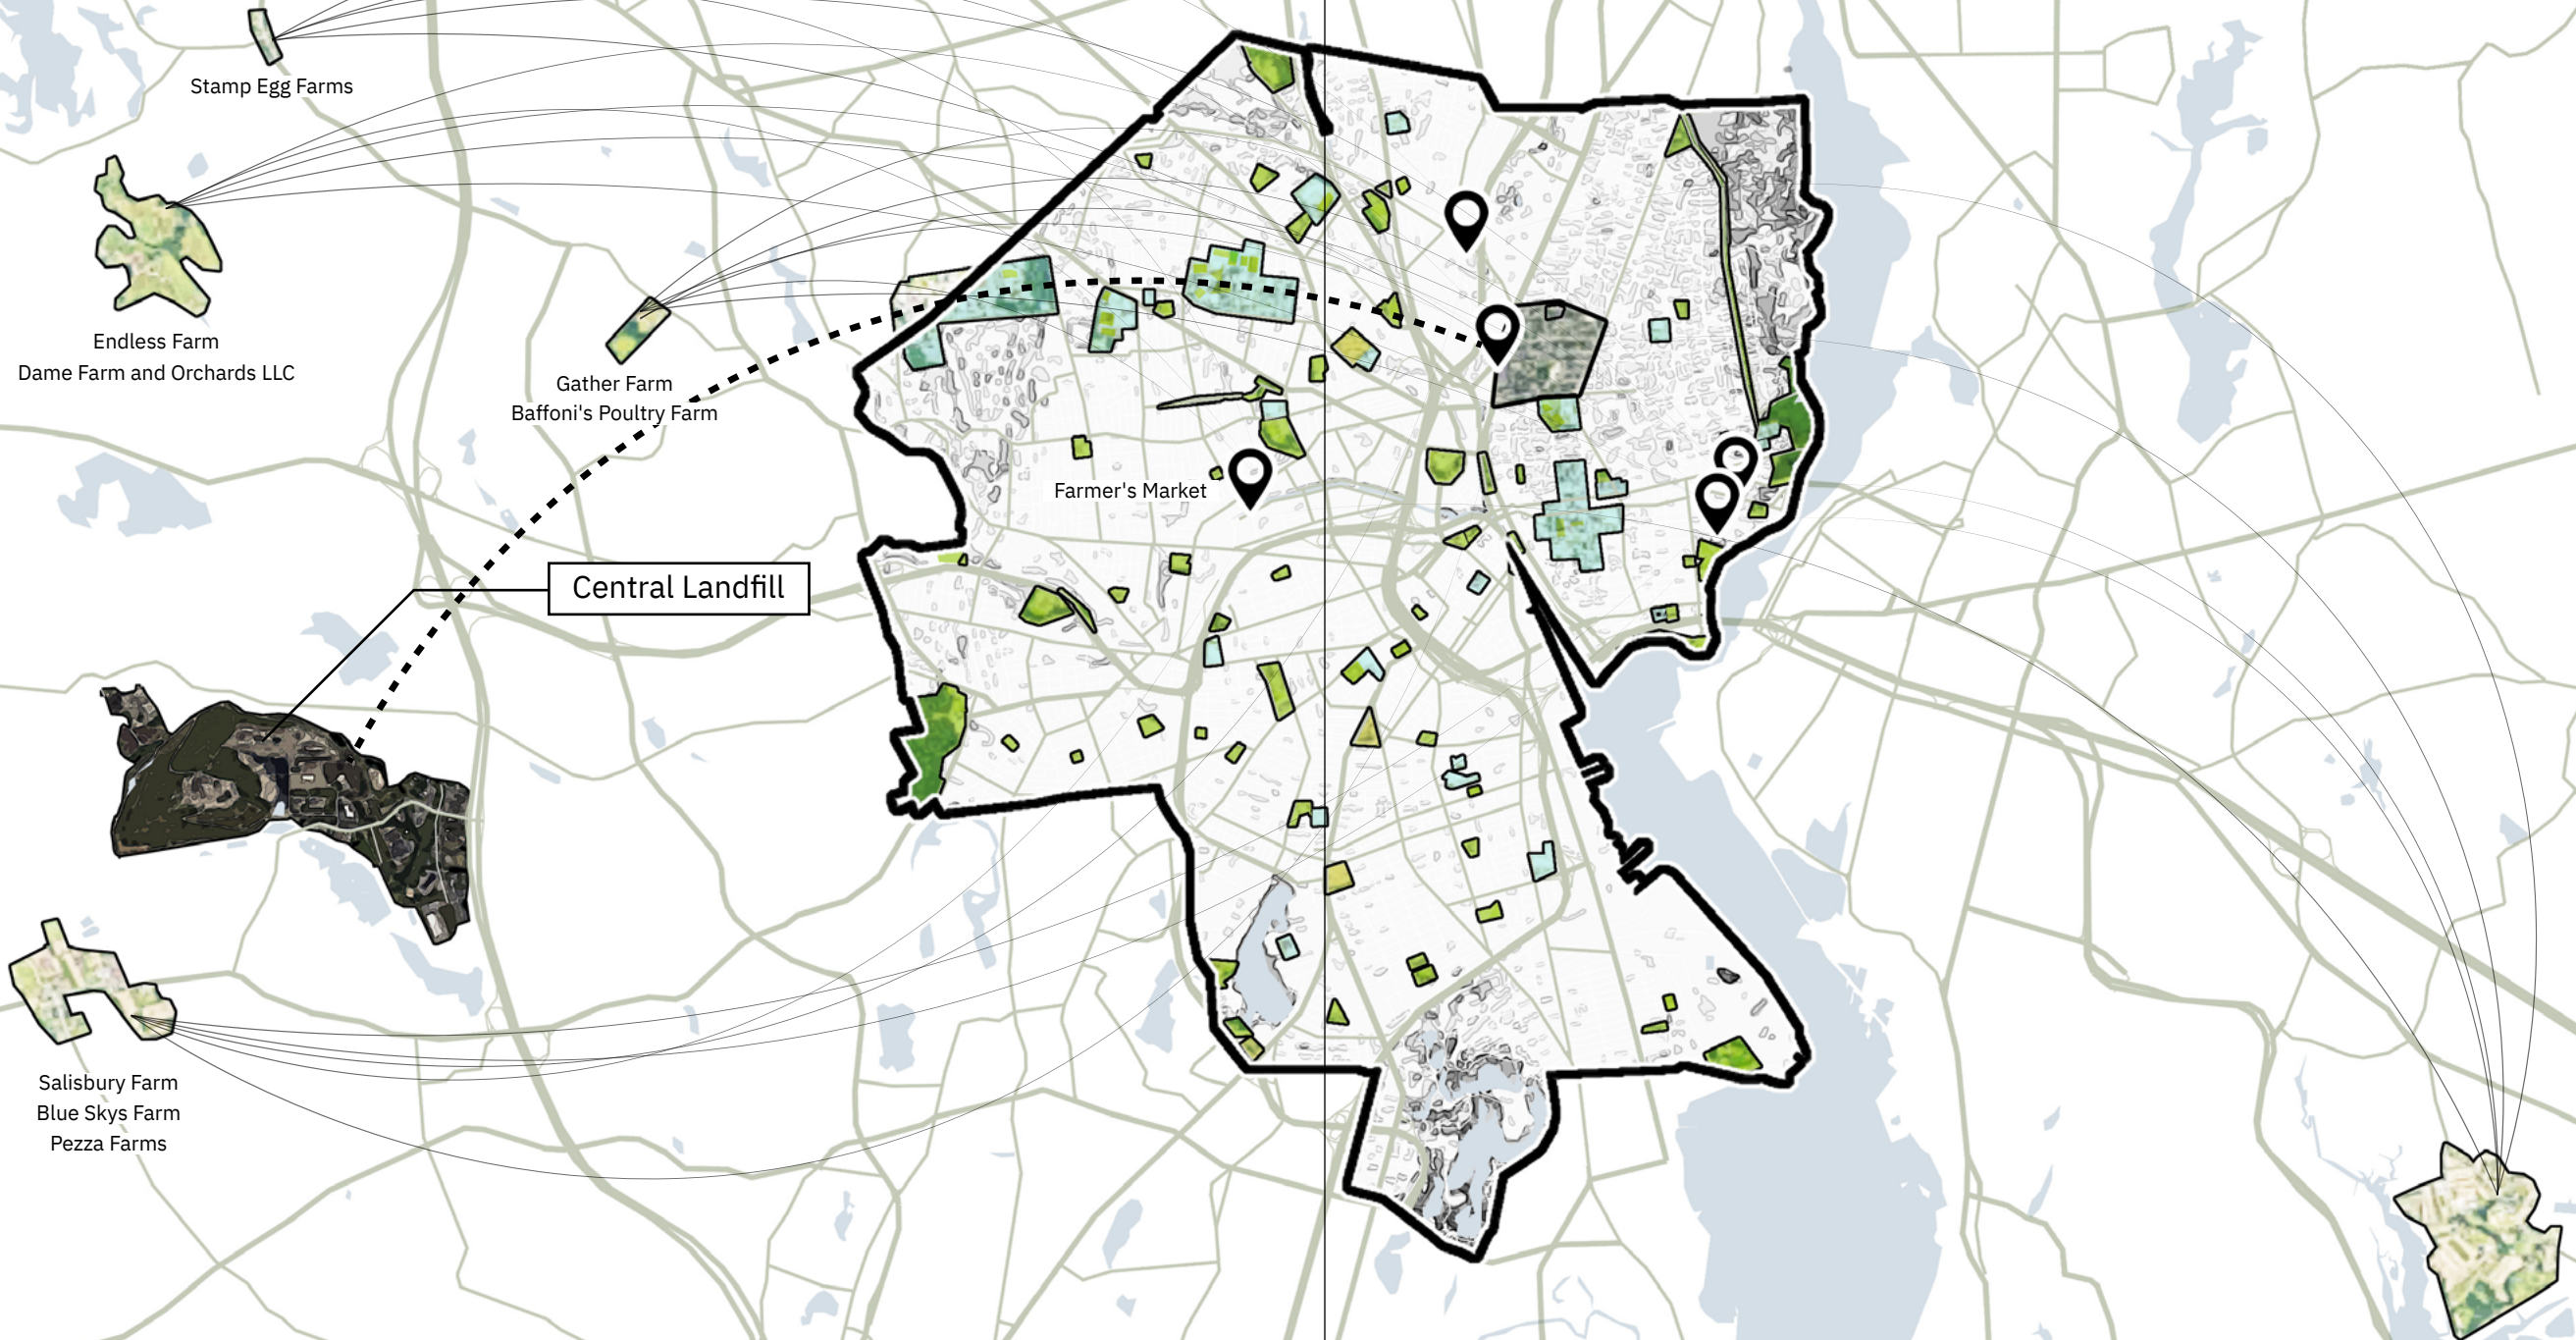 Stamp Egg Farms
Endless Farm
Dame Farm and Orchards LLC
Gather Farm
Baffoni's Poultry Farm
Farmer's Market
Central Landfill
Salisbury Farm
Blue Skys Farm
Pezza Farms